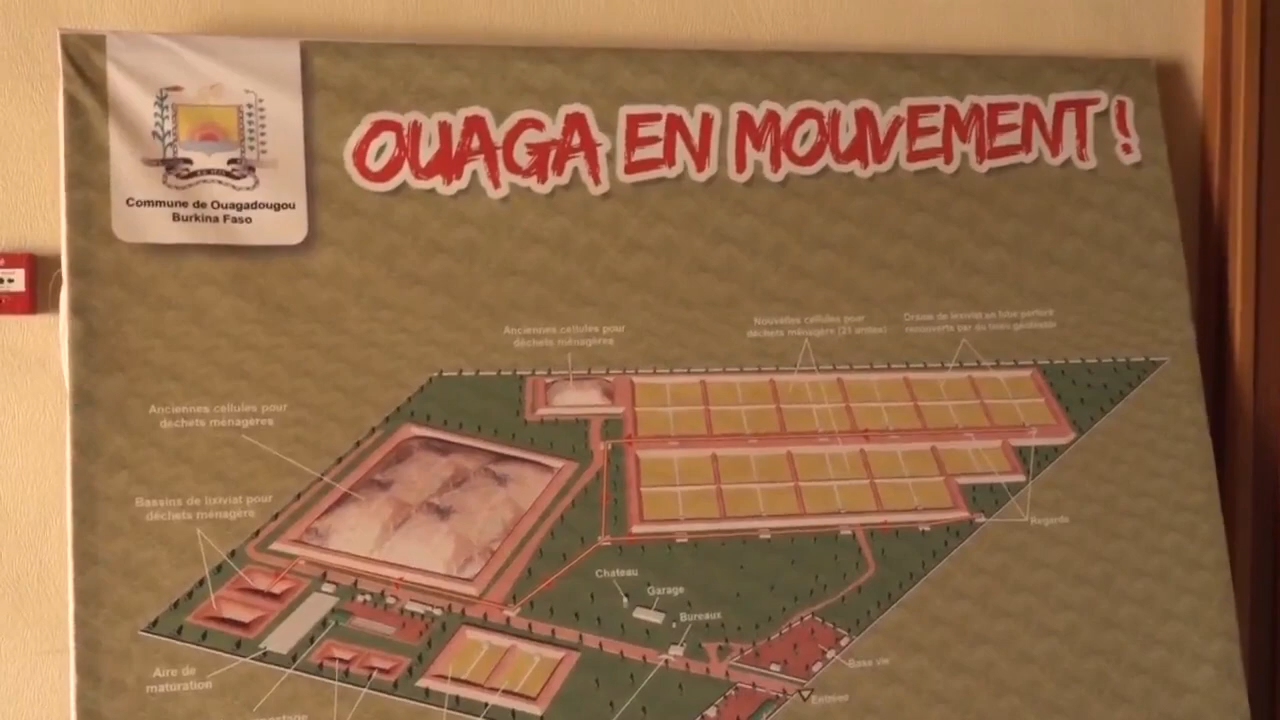 OUAGA EN MOUVEMENT !
Commune de Ouagadougou
Burkina Faso
Anciennes cellules pour
déchets ménagères
Nouvelles cellules pour
déchets ménagère (21 unités)
Anciennes cellules pour
déchets ménagères
Bassins de lixiviat pour
déchets ménagère
Regards
Chateau
Garage
Bureaux
Base vie
Aire de
maturation
Entrées